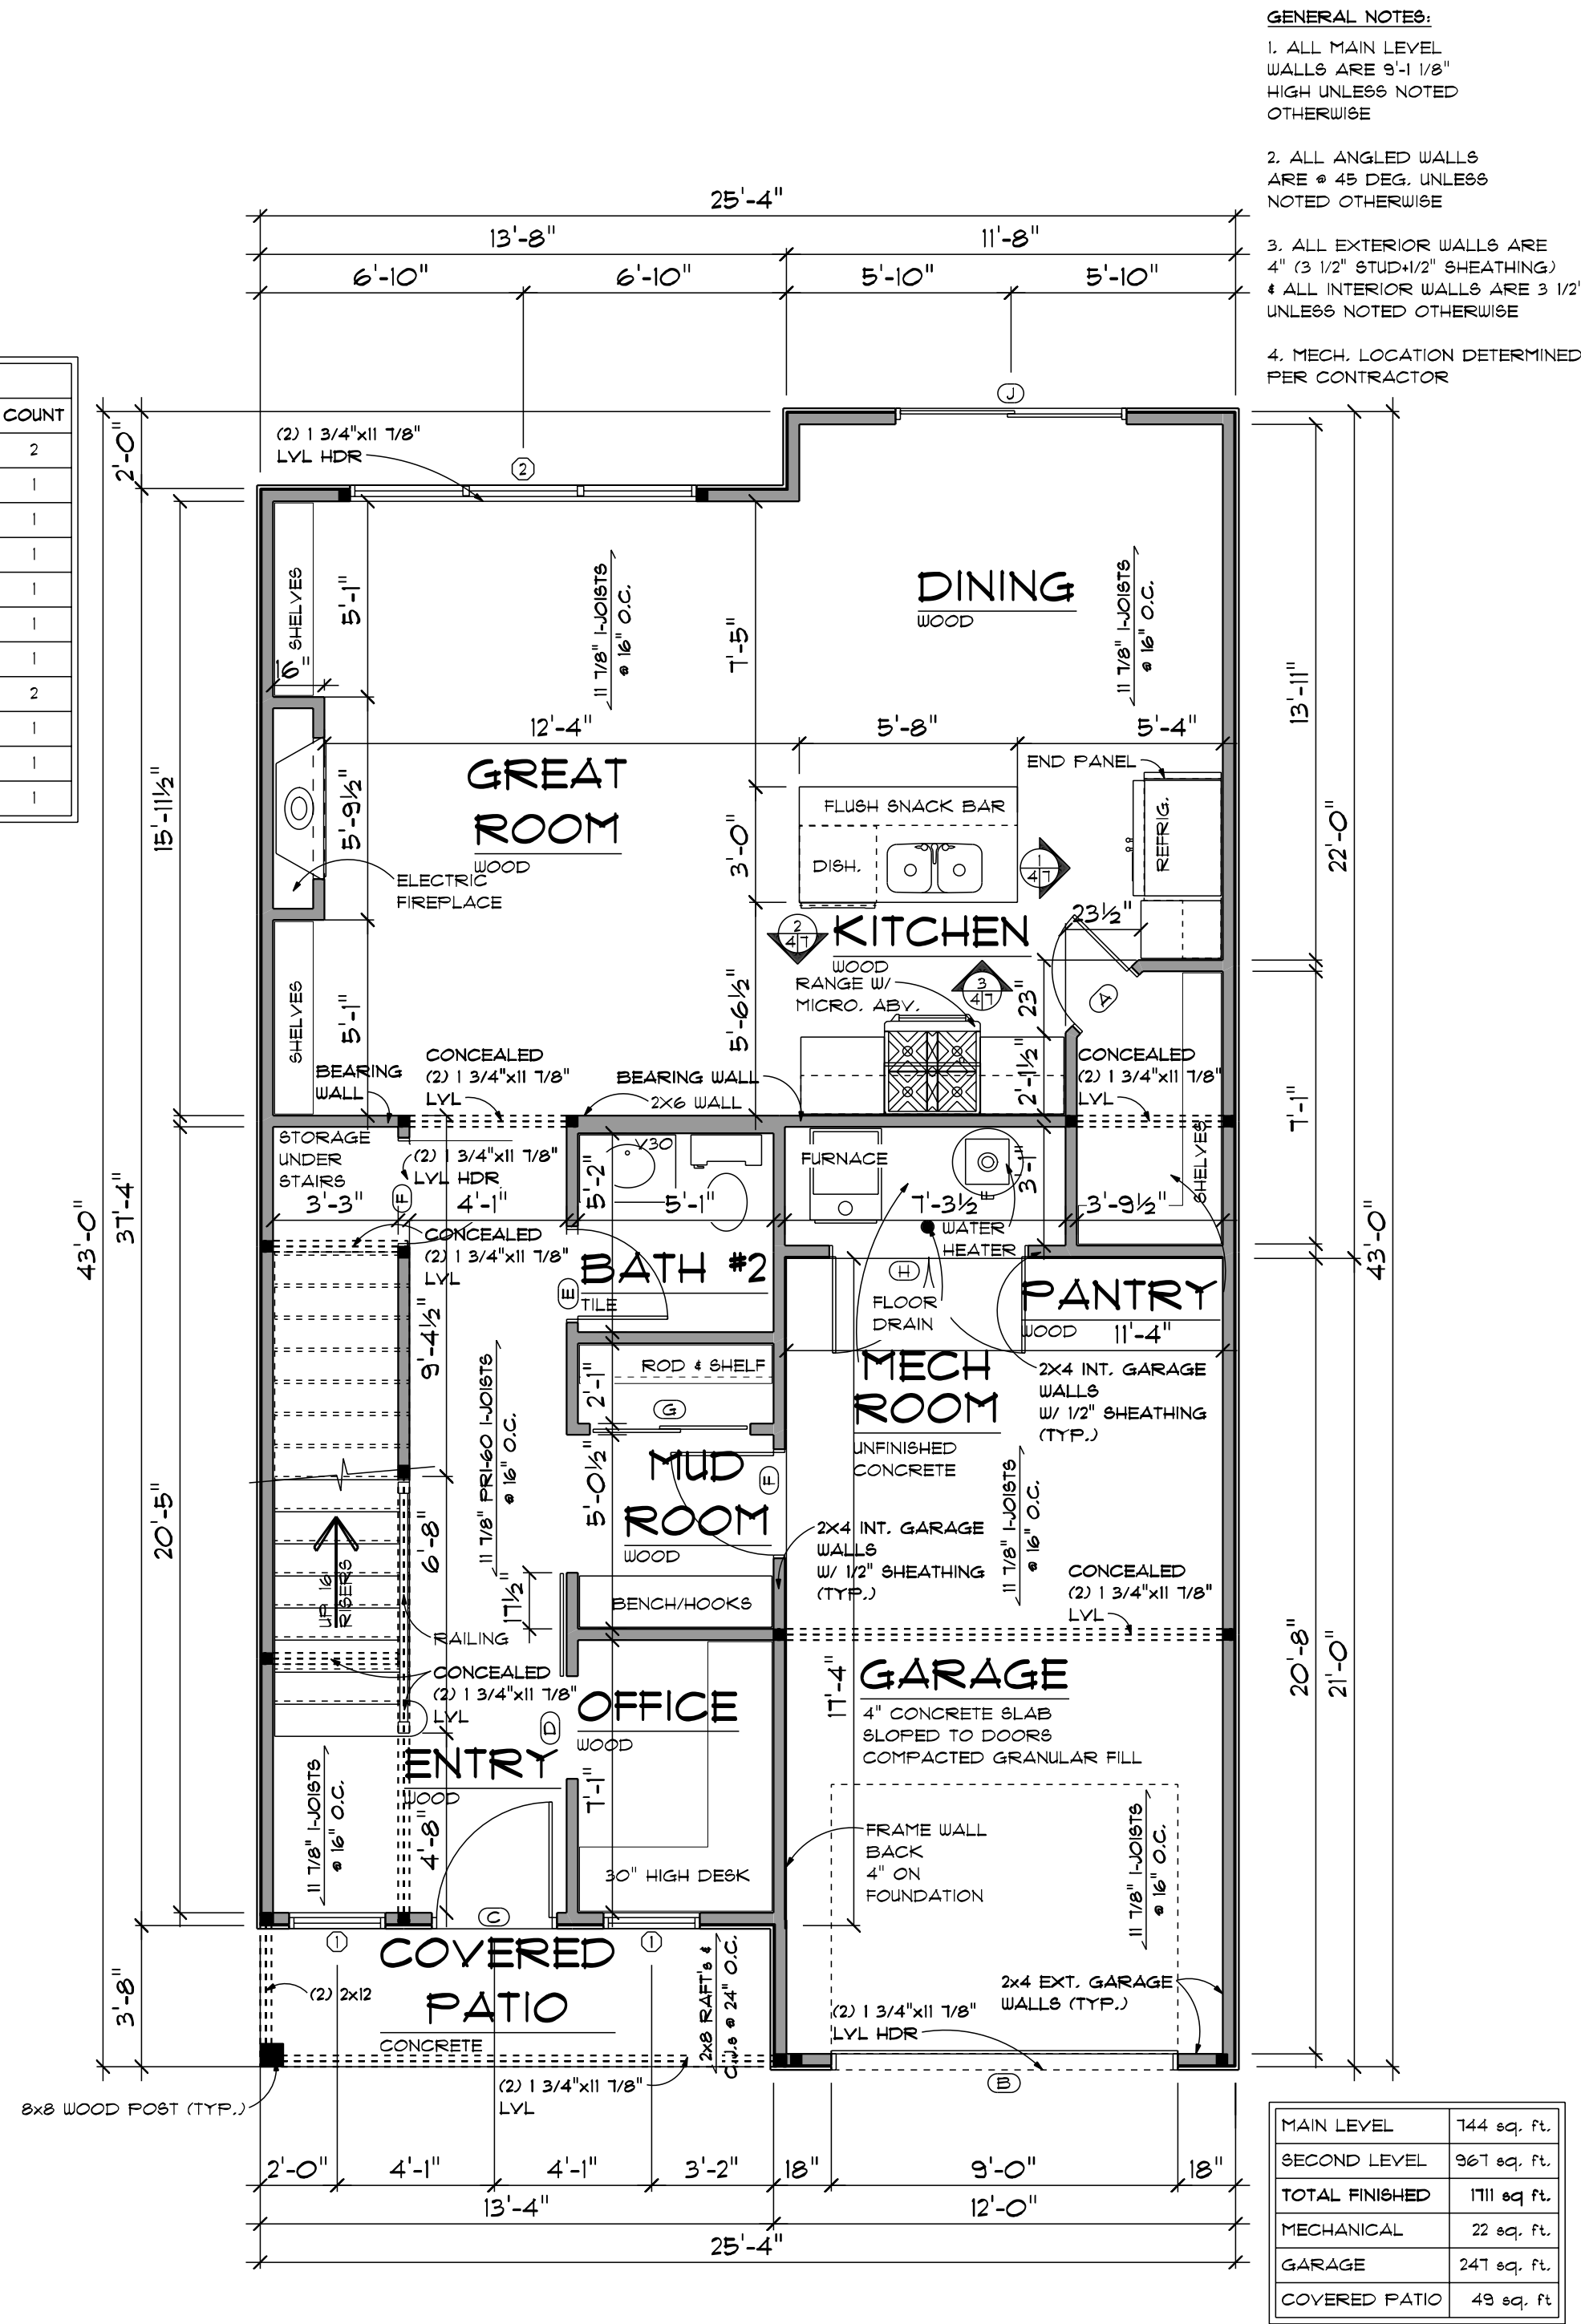 GENERAL NOTES:
1. ALL MAIN LEVEL
WALLS ARE 9'-1 1/8"
HIGH UNLESS NOTED
OTHERWISE
2. ALL ANGLED WALLS
ARE @ 45 DEG. UNLESS
NOTED OTHERWISE
3. ALL EXTERIOR WALLS ARE
4" (3 1/2" STUD+1/2" SHEATHING)
& ALL INTERIOR WALLS ARE 3 1/2"
UNLESS NOTED OTHERWISE
4. MECH. LOCATION DETERMINED
PER CONTRACTOR
25'-4"
13'-8"
11'-8"
6'-10"
6'-10"
5'-10"
5'-10"
COUNT
2
1
1
1
1
1
1
2
1
1
1
J
2
(2) 1 3/4"x11 7/8"
LVL HDR
2'-0"
43'-0"
37'-4"
15'-11½"
20'-5"
3'-8"
SHELVES
16"
5'-1"
5'-9½"
5'-1"
SHELVES
11 7/8" I-JOISTS
@ 16" O.C.
7'-5"
DINING
WOOD
11 7/8" I-JOISTS
@ 16" O.C.
12'-4"
5'-8"
5'-4"
GREAT
ROOM
WOOD
ELECTRIC
FIREPLACE
END PANEL
REFRIG.
FLUSH SNACK BAR
DISH.
3'-0"
1
4|7
2
4|7
3
4|7
23½"
KITCHEN
WOOD
RANGE W/
MICRO. ABV.
5'-6½"
23"
2'-1½"
A
13'-11"
22'-0"
7'-1"
43'-0"
20'-8"
21'-0"
BEARING
WALL
CONCEALED
(2) 1 3/4"x11 7/8"
LVL
BEARING WALL
2X6 WALL
CONCEALED
(2) 1 3/4"x11 7/8"
LVL
STORAGE
UNDER
STAIRS
(2) 1 3/4"x11 7/8"
LVL HDR
F
3'-3"
4'-1"
V30
5'-2"
5'-1"
FURNACE
7'-3½"
3'-1"
3'-9½"
SHELVES
WATER
HEATER
CONCEALED
(2) 1 3/4"x11 7/8"
LVL
BATH #2
TILE
E
H
FLOOR
DRAIN
PANTRY
WOOD
11'-4"
9'-4½"
11 7/8" PRI-60 I-JOISTS
@ 16" O.C.
ROD & SHELF
2'-1"
G
MECH
ROOM
UNFINISHED
CONCRETE
2X4 INT. GARAGE
WALLS
W/ 1/2" SHEATHING
(TYP.)
MUD
ROOM
WOOD
F
5'-0½"
6'-8"
UP 16
RISERS
17½"
BENCH/HOOKS
RAILING
2X4 INT. GARAGE
WALLS
W/ 1/2" SHEATHING
(TYP.)
11 7/8" I-JOISTS
@ 16" O.C.
CONCEALED
(2) 1 3/4"x11 7/8"
LVL
CONCEALED
(2) 1 3/4"x11 7/8"
LVL
OFFICE
WOOD
D
17'-4"
GARAGE
4" CONCRETE SLAB
SLOPED TO DOORS
COMPACTED GRANULAR FILL
ENTRY
WOOD
7'-1"
4'-8"
11 7/8" I-JOISTS
@ 16" O.C.
30" HIGH DESK
FRAME WALL
BACK
4" ON
FOUNDATION
11 7/8" I-JOISTS
@ 16" O.C.
C
1
1
COVERED
PATIO
CONCRETE
(2) 2x12
2x8 RAFT's &
C.J.s @ 24" O.C.
2x4 EXT. GARAGE
WALLS (TYP.)
(2) 1 3/4"x11 7/8"
LVL HDR
B
(2) 1 3/4"x11 7/8"
LVL
8x8 WOOD POST (TYP.)
2'-0"
4'-1"
4'-1"
3'-2"
18"
9'-0"
18"
13'-4"
12'-0"
25'-4"
MAIN LEVEL 744 sq. ft.
SECOND LEVEL 967 sq. ft.
TOTAL FINISHED 1711 sq ft.
MECHANICAL 22 sq. ft.
GARAGE 247 sq. ft.
COVERED PATIO 49 sq. ft